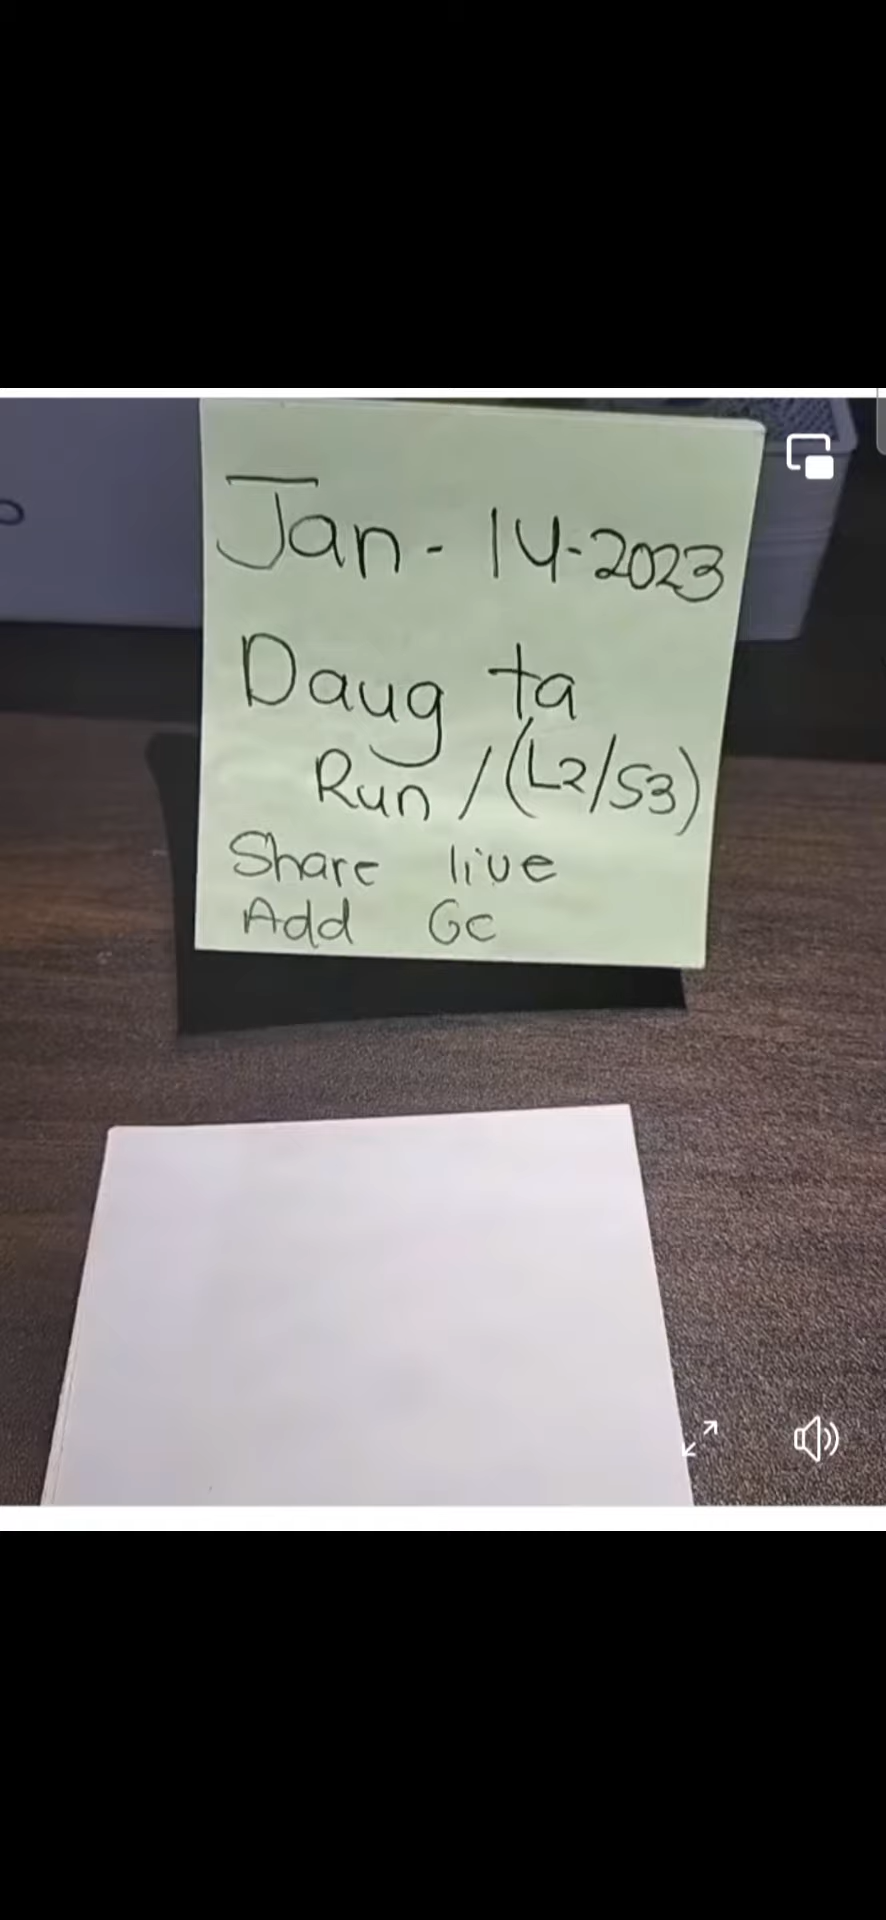 Jan - 14-2023
Daug ta
Run / (L2/S3)
Share live
Add Gc